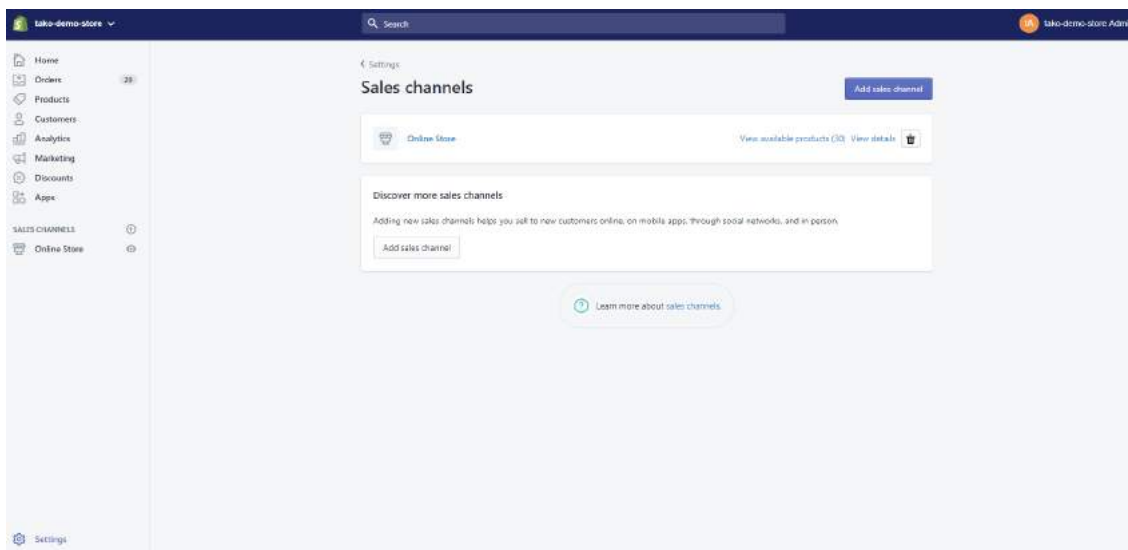 tako-demo-store
Search
tako-demo-store Admi
Home
Orders
Products
Customers
Analytics
Marketing
Discounts
Apps
SALES CHANNELS
Online Store
Settings
Settings
Sales channels
Add sales channel
Online Store
View available products (30) View details
Discover more sales channels
Adding new sales channels helps you sell to new customers online, on mobile apps, through social networks, and in person.
Add sales channel
Learn more about sales channels.